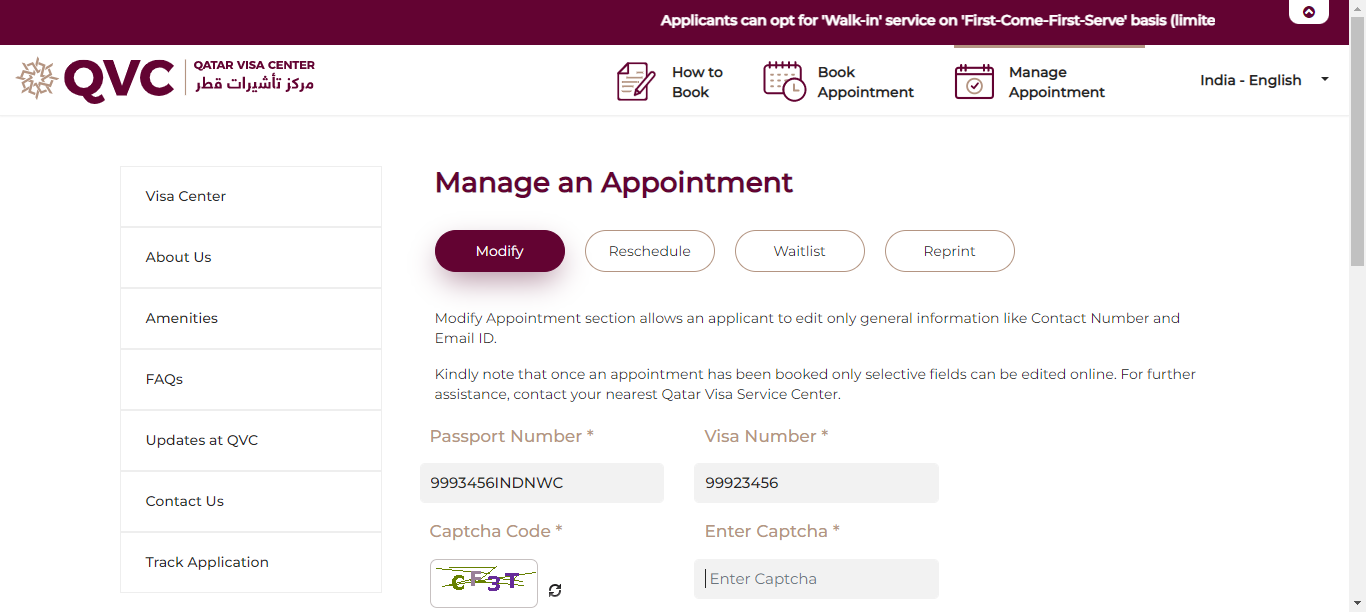 Applicants can opt for 'Walk-in' service on 'First-Come-First-Serve' basis (limite
QVC
QATAR VISA CENTER
مركز تأشيرات قطر
How to
Book
Book
Appointment
Manage
Appointment
India - English
Visa Center
About Us
Amenities
FAQs
Updates at QVC
Contact Us
Track Application
Manage an Appointment
Modify
Reschedule
Waitlist
Reprint
Modify Appointment section allows an applicant to edit only general information like Contact Number and
Email ID.
Kindly note that once an appointment has been booked only selective fields can be edited online. For further
assistance, contact your nearest Qatar Visa Service Center.
Passport Number *
Visa Number *
9993456INDNWC
99923456
Captcha Code *
Enter Captcha *
CF3T
Enter Captcha